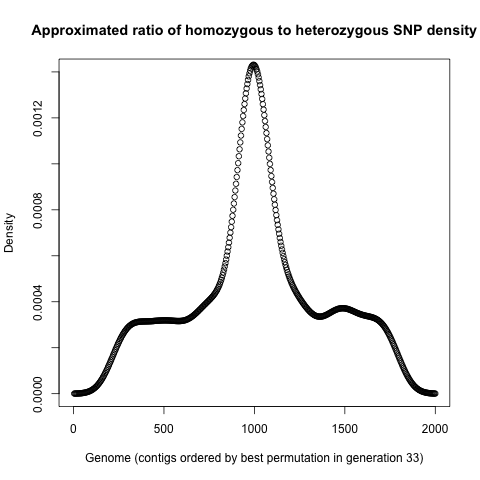 Approximated ratio of homozygous to heterozygous SNP density
Density
0.0012
0.0008
0.0004
0.0000
0 500 1000 1500 2000
Genome (contigs ordered by best permutation in generation 33)